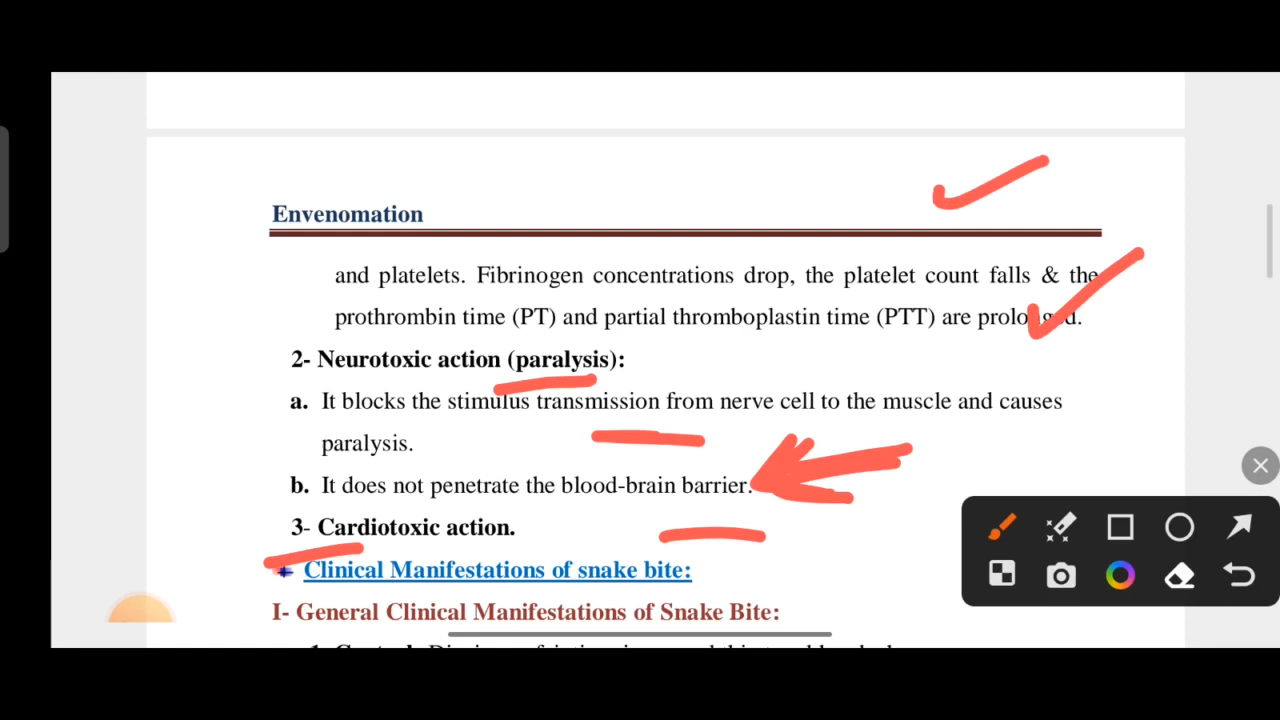 Envenomation
and platelets. Fibrinogen concentrations drop, the platelet count falls & the
prothrombin time (PT) and partial thromboplastin time (PTT) are prolonged.
2- Neurotoxic action (paralysis):
a. It blocks the stimulus transmission from nerve cell to the muscle and causes
paralysis.
b. It does not penetrate the blood-brain barrier.
3- Cardiotoxic action.
Clinical Manifestations of snake bite:
I- General Clinical Manifestations of Snake Bite: